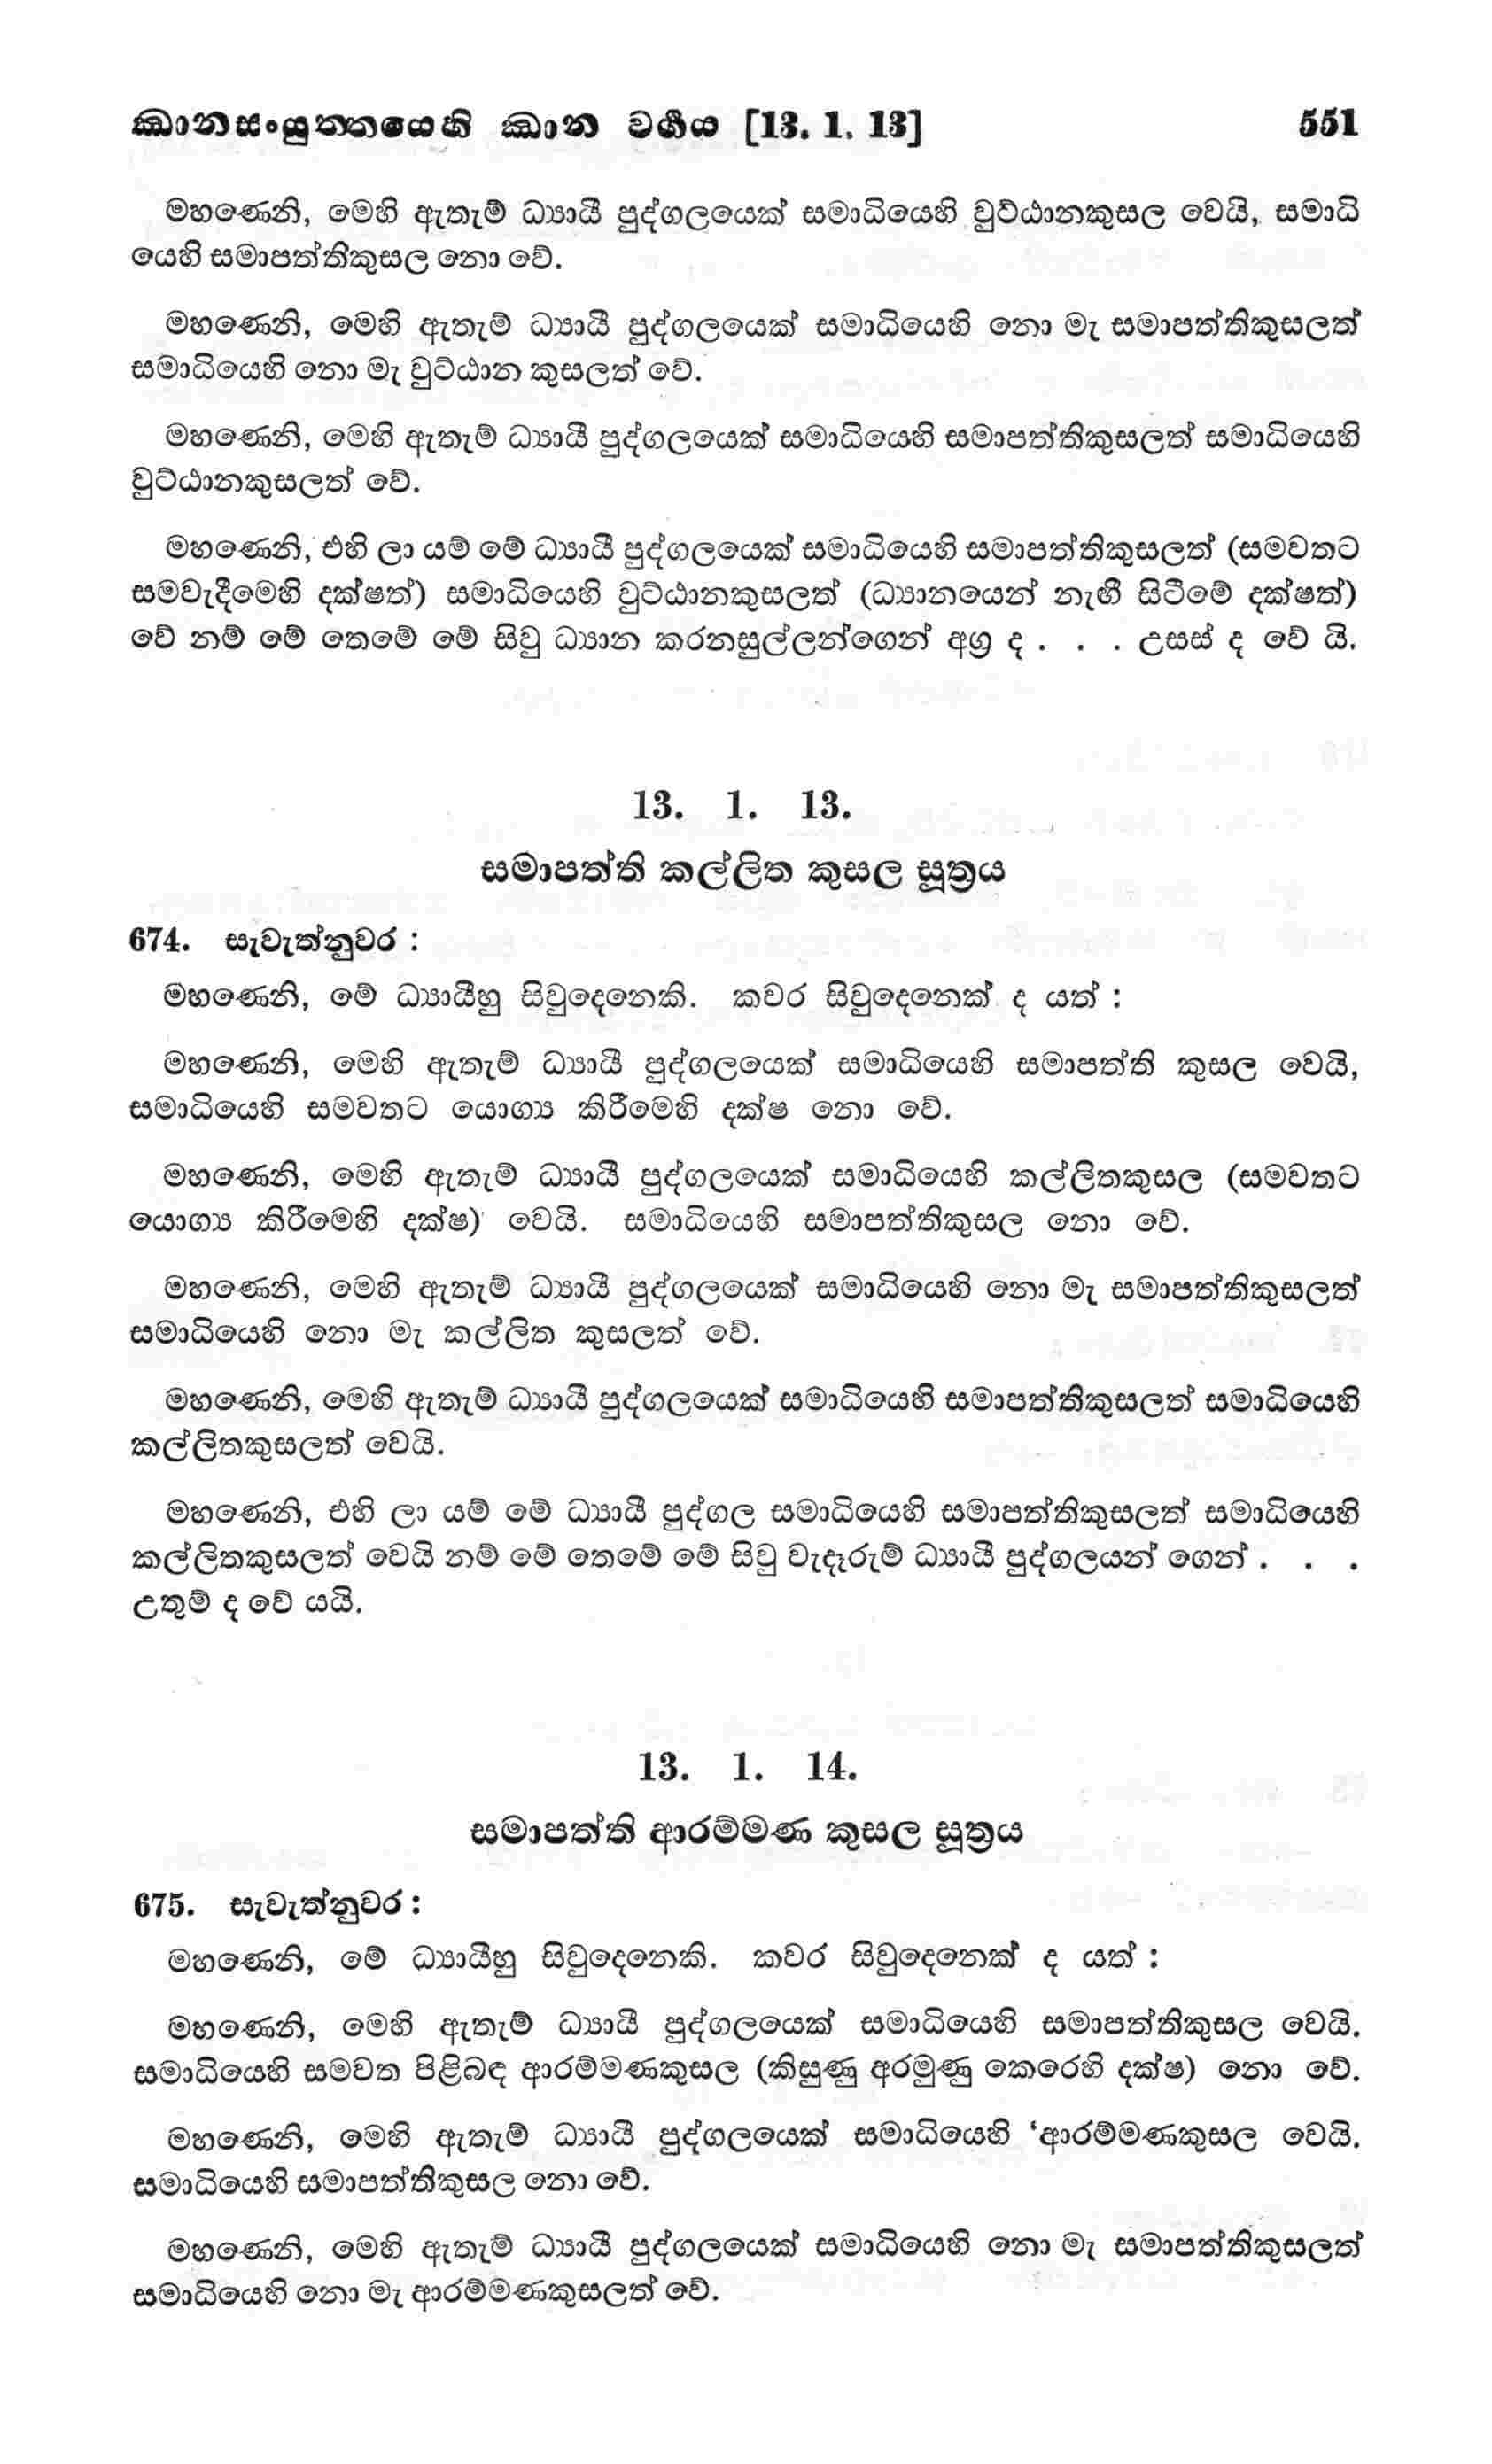 ඣානසංයුත්තයෙහි ඣාන වර්‍ගය [13. 1. 13] 551
මහණෙනි, මෙහි ඇතැම් ධ්‍යායී පුද්ගලයෙක් සමාධියෙහි වුට්ඨානකුසල වෙයි, සමාධි
යෙහි සමාපත්තිකුසල නො වේ.
මහණෙනි, මෙහි ඇතැම් ධ්‍යායී පුද්ගලයෙක් සමාධියෙහි නො මැ සමාපත්තිකුසලත්
සමාධියෙහි නො මැ වුට්ඨාන කුසලත් වේ.
මහණෙනි, මෙහි ඇතැම් ධ්‍යායී පුද්ගලයෙක් සමාධියෙහි සමාපත්තිකුසලත් සමාධියෙහි
වුට්ඨානකුසලත් වේ.
මහණෙනි, එහි ලා යම් මේ ධ්‍යායී පුද්ගලයෙක් සමාධියෙහි සමාපත්තිකුසලත් (සමවතට
සමවැදීමෙහි දක්ෂත්) සමාධියෙහි වුට්ඨානකුසලත් (ධ්‍යානයෙන් නැඟී සිටීමේ දක්ෂත්)
වේ නම් මේ තෙමේ මේ සිවු ධ්‍යාන කරනසුල්ලන්ගෙන් අග්‍ර ද . . . උසස් ද වේ යි.
13. 1. 13.
සමාපත්ති කල්ලිත කුසල සූත්‍රය
674. සැවැත්නුවර :
මහණෙනි, මේ ධ්‍යායීහු සිවුදෙනෙකි. කවර සිවුදෙනෙක් ද යත් :
මහණෙනි, මෙහි ඇතැම් ධ්‍යායී පුද්ගලයෙක් සමාධියෙහි සමාපත්ති කුසල වෙයි,
සමාධියෙහි සමවතට යොග්‍ය කිරීමෙහි දක්ෂ නො වේ.
මහණෙනි, මෙහි ඇතැම් ධ්‍යායී පුද්ගලයෙක් සමාධියෙහි කල්ලිතකුසල (සමවතට
යොග්‍ය කිරීමෙහි දක්ෂ) වෙයි. සමාධියෙහි සමාපත්තිකුසල නො වේ.
මහණෙනි, මෙහි ඇතැම් ධ්‍යායී පුද්ගලයෙක් සමාධියෙහි නො මැ සමාපත්තිකුසලත්
සමාධියෙහි නො මැ කල්ලිත කුසලත් වේ.
මහණෙනි, මෙහි ඇතැම් ධ්‍යායී පුද්ගලයෙක් සමාධියෙහි සමාපත්තිකුසලත් සමාධියෙහි
කල්ලිතකුසලත් වෙයි.
මහණෙනි, එහි ලා යම් මේ ධ්‍යායී පුද්ගල සමාධියෙහි සමාපත්තිකුසලත් සමාධියෙහි
කල්ලිතකුසලත් වෙයි නම් මේ තෙමේ මේ සිවු වැදෑරුම් ධ්‍යායී පුද්ගලයන් ගෙන් . . .
උතුම් ද වේ යයි.
13. 1. 14.
සමාපත්ති ආරම්මණ කුසල සූත්‍රය
675. සැවැත්නුවර :
මහණෙනි, මේ ධ්‍යායීහු සිවුදෙනෙකි. කවර සිවුදෙනෙක් ද යත් :
මහණෙනි, මෙහි ඇතැම් ධ්‍යායී පුද්ගලයෙක් සමාධියෙහි සමාපත්තිකුසල වෙයි.
සමාධියෙහි සමවත පිළිබඳ ආරම්මණකුසල (කිසුණු අරමුණු කෙරෙහි දක්ෂ) නො වේ.
මහණෙනි, මෙහි ඇතැම් ධ්‍යායී පුද්ගලයෙක් සමාධියෙහි ‘ආරම්මණකුසල වෙයි.
සමාධියෙහි සමාපත්තිකුසල නො වේ.
මහණෙනි, මෙහි ඇතැම් ධ්‍යායී පුද්ගලයෙක් සමාධියෙහි නො මැ සමාපත්තිකුසලත්
සමාධියෙහි නො මැ ආරම්මණකුසලත් වේ.